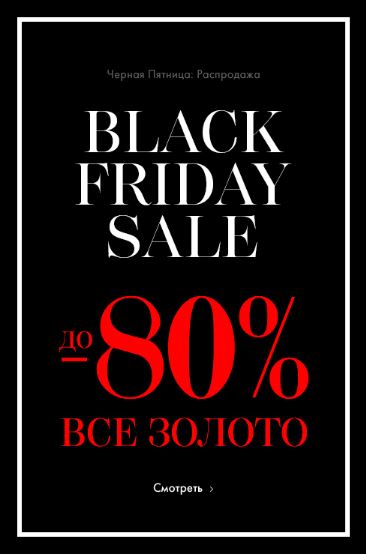 Черная Пятница: Распродажа
BLACK
FRIDAY
SALE
до -80%
ВСЕ ЗОЛОТО
Смотреть >